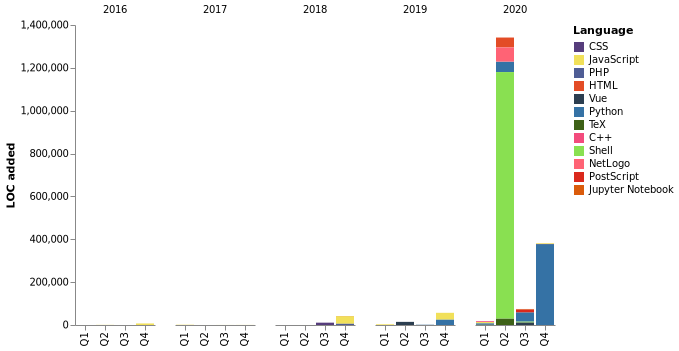 2016 2017 2018 2019 2020
1,400,000
1,200,000
1,000,000
800,000
600,000
400,000
200,000
0
LOC added
Q1 Q2 Q3 Q4 Q1 Q2 Q3 Q4 Q1 Q2 Q3 Q4 Q1 Q2 Q3 Q4 Q1 Q2 Q3 Q4
Language
CSS
JavaScript
PHP
HTML
Vue
Python
TeX
C++
Shell
NetLogo
PostScript
Jupyter Notebook